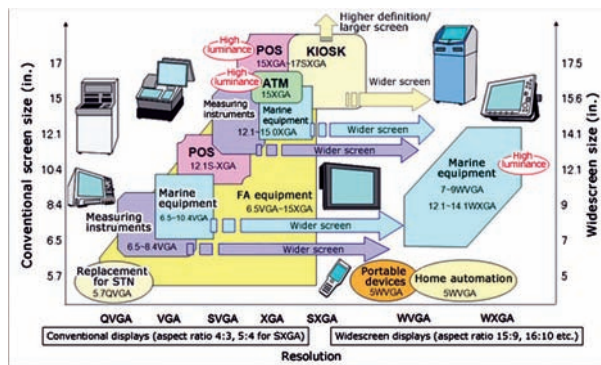 Higher definition/
larger screen
High
luminance
POS
15XGA~17SXGA
KIOSK
High
luminance
ATM
15XGA
Wider screen
Measuring
instruments
Marine
equipment
12.1~15.0XGA
Wider screen
Wider screen
POS
12.1S-XGA
FA equipment
6.5VGA~15XGA
Marine
equipment
6.5~10.4VGA
Wider screen
Measuring
instruments
6.5~8.4VGA
Wider screen
Marine
equipment
High
luminance
7~9WVGA
12.1~14.1WXGA
Replacement
for STN
5.7QVGA
Portable
devices
5WVGA
Home automation
5WVGA
Conventional screen size (in.)
17
15
12.1
10.4
8.4
6.5
5.7
Widescreen size (in.)
17.5
15.6
14.1
12.1
9
7
5
QVGA VGA SVGA XGA SXGA WVGA WXGA
Conventional displays (aspect ratio 4:3, 5:4 for SXGA)
Widescreen displays (aspect ratio 15:9, 16:10 etc.)
Resolution